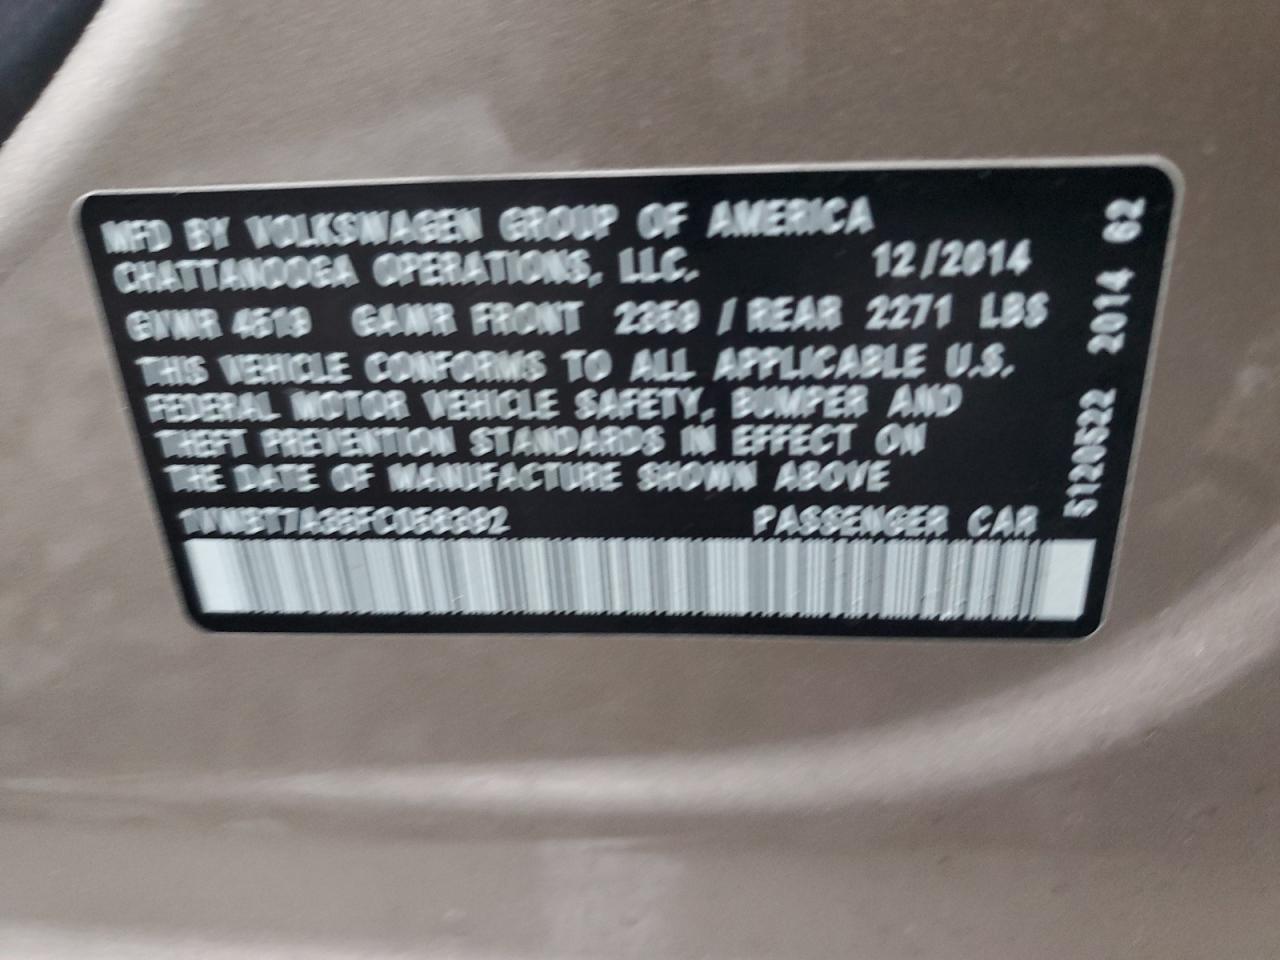 MFD BY VOLKSWAGEN GROUP OF AMERICA
CHATTANOOGA OPERATIONS, LLC. 12/2014
GVWR 4519 GAWR FRONT 2359 / REAR 2271 LBS
THIS VEHICLE CONFORMS TO ALL APPLICABLE U.S.
FEDERAL MOTOR VEHICLE SAFETY, BUMPER AND
THEFT PREVENTION STANDARDS IN EFFECT ON
THE DATE OF MANUFACTURE SHOWN ABOVE
PASSENGER CAR
5120522 2014 62